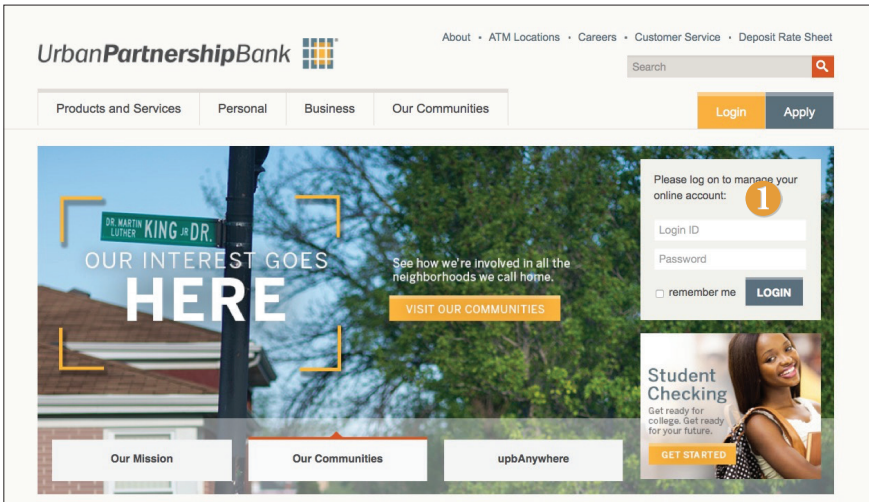 About • ATM Locations • Careers • Customer Service • Deposit Rate Sheet
UrbanPartnershipBank
Search
Products and Services
Personal
Business
Our Communities
Login
Apply
DR. MARTIN LUTHER KING JR DR.
OUR INTEREST GOES
HERE
See how we're involved in all the
neighborhoods we call home.
VISIT OUR COMMUNITIES
Please log on to manage your
online account:
1
Login ID
Password
remember me
LOGIN
Student
Checking
Get ready for
college. Get ready
for your future.
GET STARTED
Our Mission
Our Communities
upbAnywhere